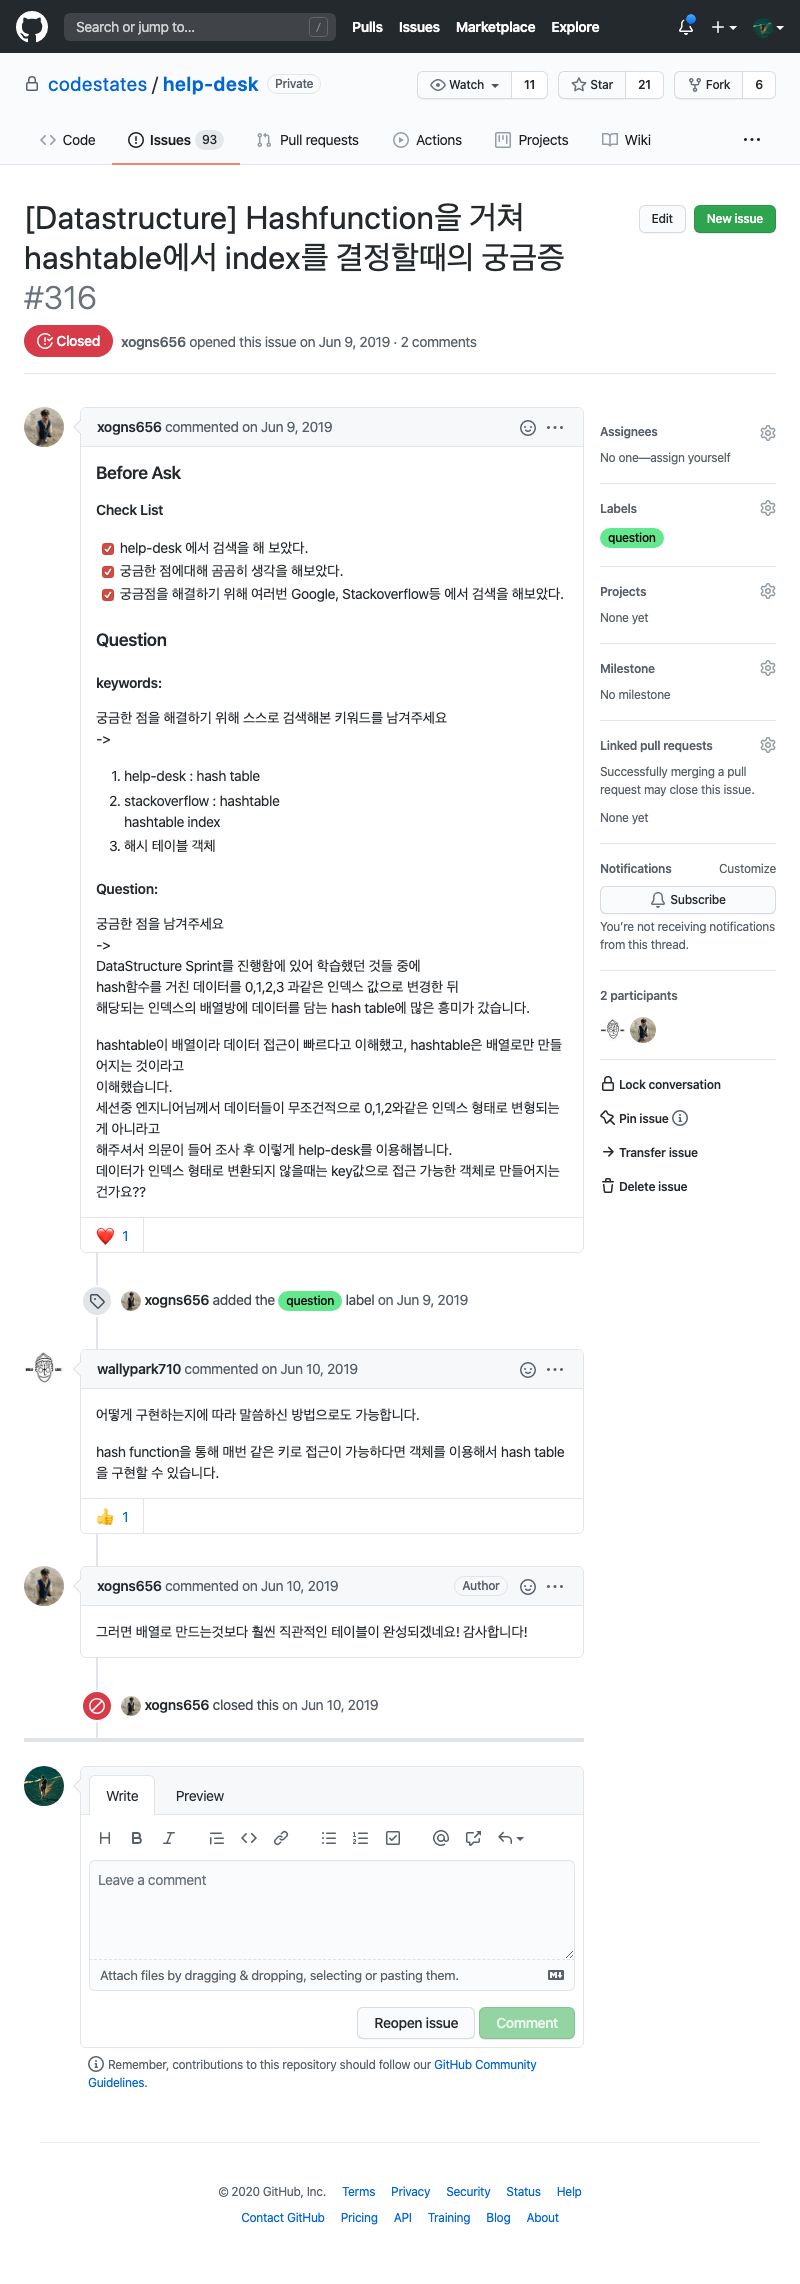 Search or jump to... /
Pulls Issues Marketplace Explore
codestates / help-desk Private
Watch 11 Star 21 Fork 6
Code Issues 93 Pull requests Actions Projects Wiki ...
[Datastructure] Hashfunction을 거쳐
hashtable에서 index를 결정할때의 궁금증
#316
Edit New issue
Closed xogns656 opened this issue on Jun 9, 2019 · 2 comments
xogns656 commented on Jun 9, 2019
Before Ask
Check List
help-desk 에서 검색을 해 보았다.
궁금한 점에대해 곰곰히 생각을 해보았다.
궁금점을 해결하기 위해 여러번 Google, Stackoverflow등 에서 검색을 해보았다.
Question
keywords:
궁금한 점을 해결하기 위해 스스로 검색해본 키워드를 남겨주세요
->
1. help-desk : hash table
2. stackoverflow : hashtable
hashtable index
3. 해시 테이블 객체
Question:
궁금한 점을 남겨주세요
->
DataStructure Sprint를 진행함에 있어 학습했던 것들 중에
hash함수를 거친 데이터를 0,1,2,3 과같은 인덱스 값으로 변경한 뒤
해당되는 인덱스의 배열방에 데이터를 담는 hash table에 많은 흥미가 갔습니다.
hashtable이 배열이라 데이터 접근이 빠르다고 이해했고, hashtable은 배열로만 만들
어지는 것이라고
이해했습니다.
세션중 엔지니어님께서 데이터들이 무조건적으로 0,1,2와같은 인덱스 형태로 변형되는
게 아니라고
해주셔서 의문이 들어 조사 후 이렇게 help-desk를 이용해봅니다.
데이터가 인덱스 형태로 변환되지 않을때는 key값으로 접근 가능한 객체로 만들어지는
건가요??
❤️ 1
xogns656 added the question label on Jun 9, 2019
wallypark710 commented on Jun 10, 2019
어떻게 구현하는지에 따라 말씀하신 방법으로도 가능합니다.
hash function을 통해 매번 같은 키로 접근이 가능하다면 객체를 이용해서 hash table
을 구현할 수 있습니다.
👍 1
xogns656 commented on Jun 10, 2019 Author
그러면 배열로 만드는것보다 훨씬 직관적인 테이블이 완성되겠네요! 감사합니다!
xogns656 closed this on Jun 10, 2019
Write Preview
Leave a comment
Attach files by dragging & dropping, selecting or pasting them.
Reopen issue Comment
Remember, contributions to this repository should follow our GitHub Community
Guidelines.
Assignees
No one—assign yourself
Labels
question
Projects
None yet
Milestone
No milestone
Linked pull requests
Successfully merging a pull
request may close this issue.
None yet
Notifications Customize
Subscribe
You're not receiving notifications
from this thread.
2 participants
Lock conversation
Pin issue
Transfer issue
Delete issue
© 2020 GitHub, Inc. Terms Privacy Security Status Help
Contact GitHub Pricing API Training Blog About